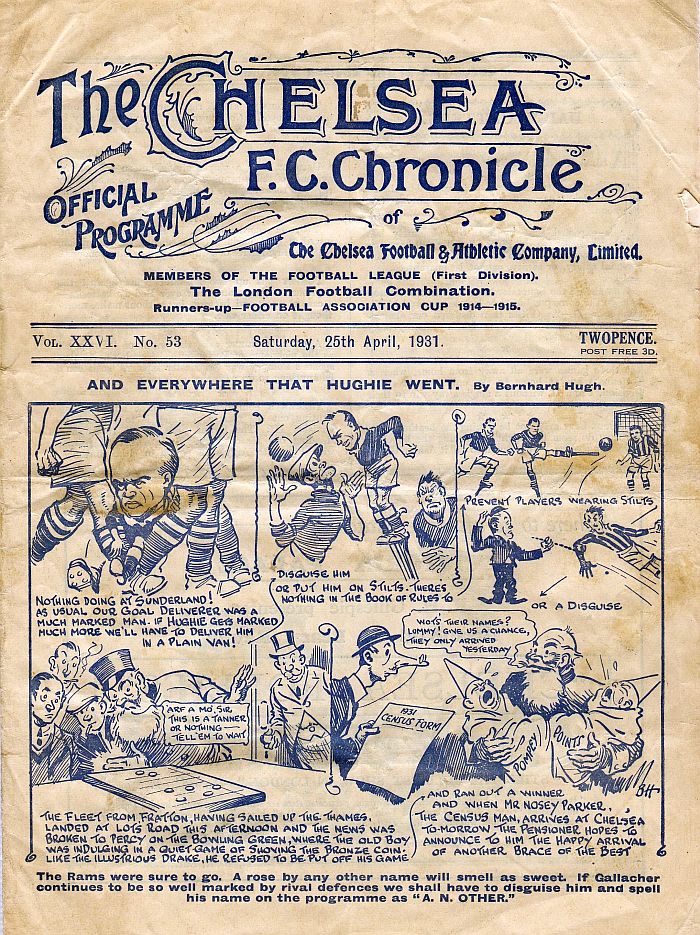 The CHELSEA
F.C. Chronicle
OFFICIAL
PROGRAMME
of
The Chelsea Football & Athletic Company, Limited.
MEMBERS OF THE FOOTBALL LEAGUE (First Division).
The London Football Combination.
Runners-up—FOOTBALL ASSOCIATION CUP 1914—1915.
VOL. XXVI. No. 53
Saturday, 25th April, 1931.
TWOPENCE.
POST FREE 3D.
AND EVERYWHERE THAT HUGHIE WENT. By Bernhard Hugh.
NOTHING DOING AT SUNDERLAND!
AS USUAL OUR GOAL DELIVERER WAS A
MUCH MARKED MAN. IF HUGHIE GETS MARKED
MUCH MORE WE'LL HAVE TO DELIVER HIM
IN A PLAIN VAN!
DISGUISE HIM
OR PUT HIM ON STILTS. THERE'S
NOTHING IN THE BOOK OF RULES TO
PREVENT PLAYERS WEARING STILTS
OR A DISGUISE
ARF A MO, SIR,
THIS IS A TANNER
OR NOTHING—
TELL 'EM TO WAIT
THE FLEET FROM FRATTON, HAVING SAILED UP THE THAMES,
LANDED AT LOTS ROAD THIS AFTERNOON AND THE NEWS WAS
BROKEN TO PERCY ON THE BOWLING GREEN, WHERE THE OLD BOY
WAS INDULGING IN A QUIET GAME OF SHOVING THE BRONZE COIN.
LIKE THE ILLUSTRIOUS DRAKE, HE REFUSED TO BE PUT OFF HIS GAME
WOTS THEIR NAMES?
LOMMY! GIVE US A CHANCE,
THEY ONLY ARRIVED
YESTERDAY
1931
CENSUS FORM
POMPEY
POINTS
BH
AND RAN OUT A WINNER
AND WHEN MR NOSEY PARKER,
THE CENSUS MAN, ARRIVES AT CHELSEA
TO-MORROW THE PENSIONER HOPES TO
ANNOUNCE TO HIM THE HAPPY ARRIVAL
OF ANOTHER BRACE OF THE BEST
The Rams were sure to go. A rose by any other name will smell as sweet. If Gallacher
continues to be so well marked by rival defences we shall have to disguise him and spell
his name on the programme as "A. N. OTHER."